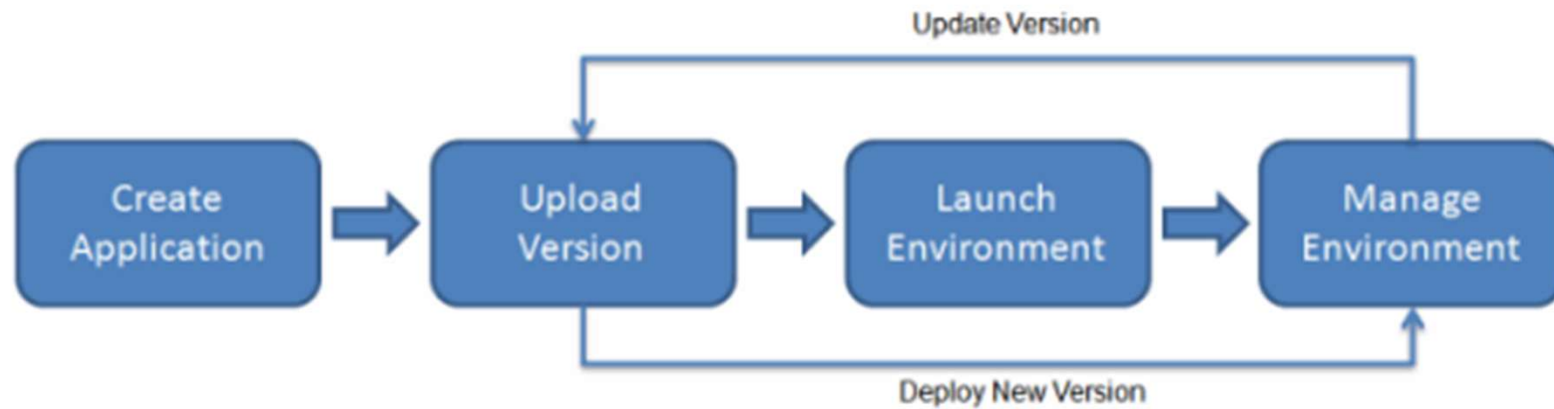 Update Version
Create
Application
Upload
Version
Launch
Environment
Manage
Environment
Deploy New Version